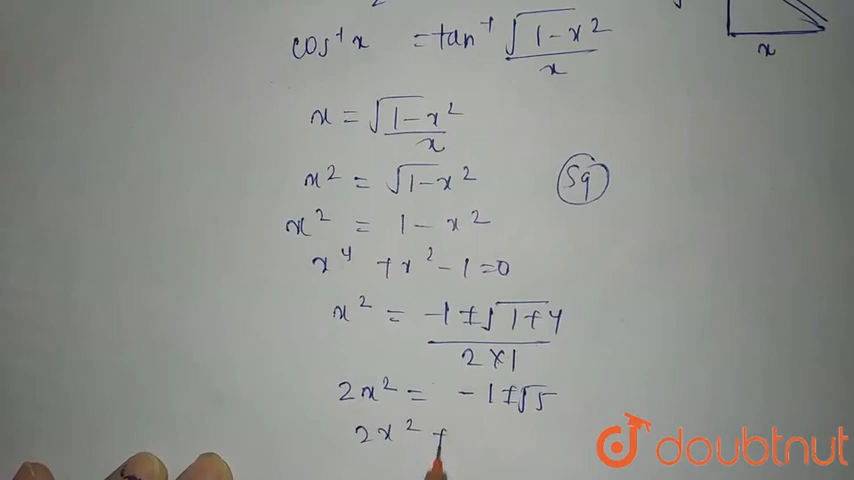 cos⁻¹x = tan⁻¹ √(1-x²)/x
x
x = √(1-x²)/x
x² = √1-x²
Sq
x² = 1-x²
x⁴ + x² - 1 = 0
x² = (-1 ± √(1+4))/(2×1)
2x² = -1 ± √5
2x² +
doubtnut